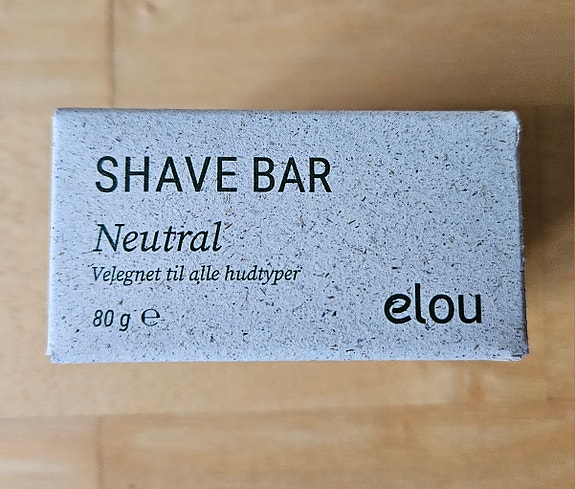 SHAVE BAR
Neutral
Velegnet til alle hudtyper
80 g ℮
elou